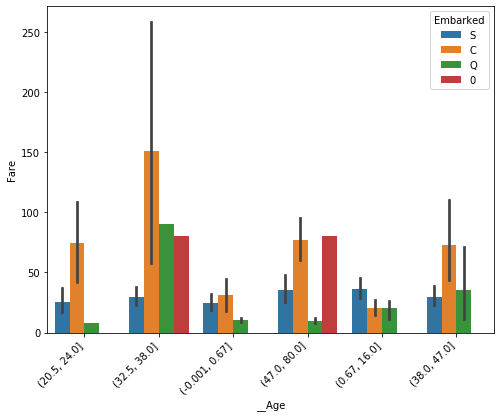 Embarked
S
C
Q
0
Fare
250
200
150
100
50
0
(20.5, 24.0]
(32.5, 38.0]
(-0.001, 0.67]
(47.0, 80.0]
(0.67, 16.0]
(38.0, 47.0]
__Age